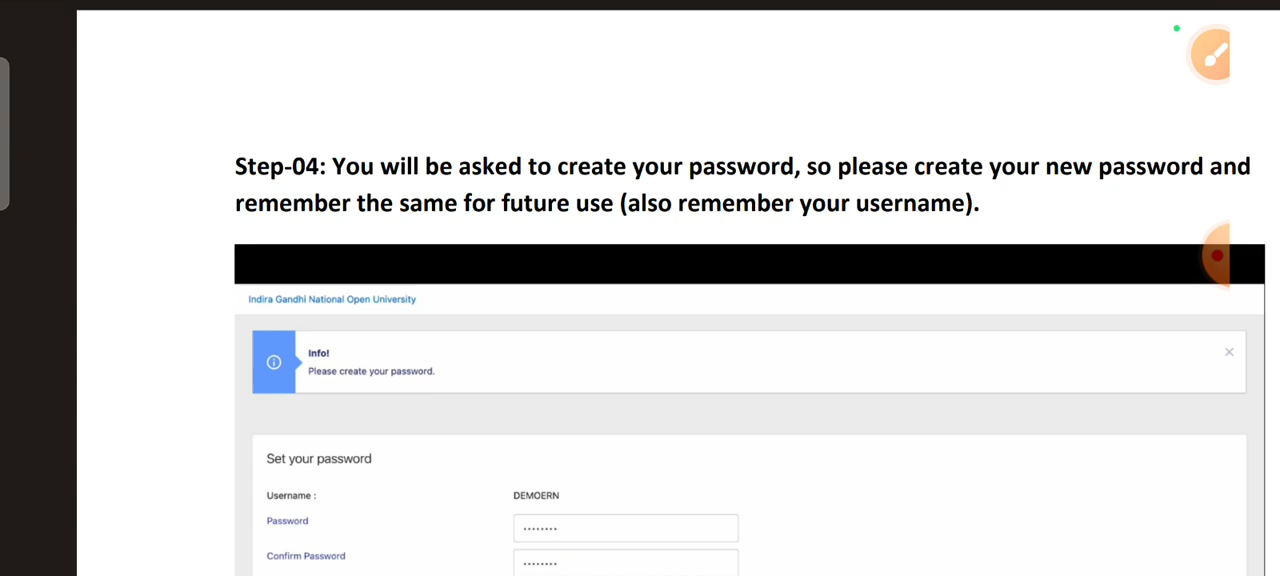 Step-04: You will be asked to create your password, so please create your new password and
remember the same for future use (also remember your username).
Indira Gandhi National Open University
Info!
Please create your password.
Set your password
Username :
DEMOERN
Password
Confirm Password